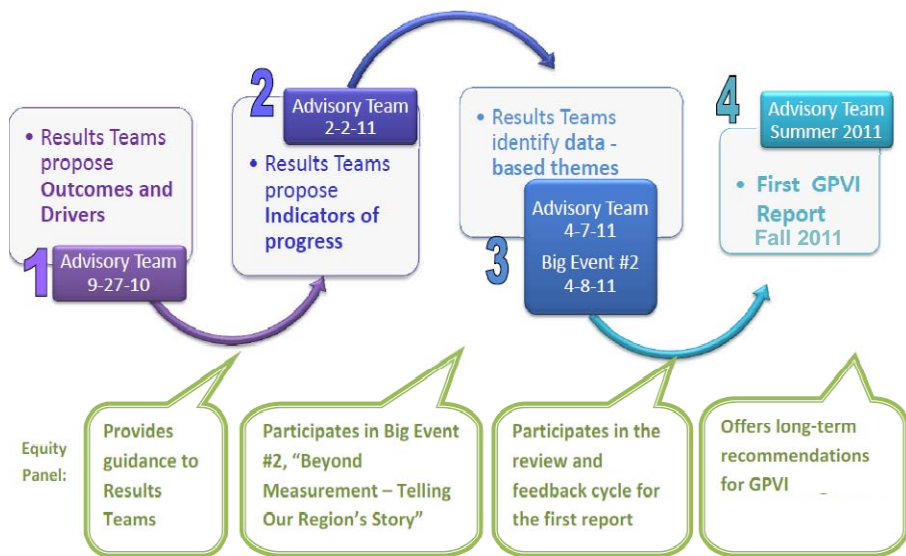 1
• Results Teams
propose
Outcomes and
Drivers
Advisory Team
9-27-10
2
Advisory Team
2-2-11
• Results Teams
propose
Indicators of
progress
• Results Teams
identify data -
based themes
3
Advisory Team
4-7-11
Big Event #2
4-8-11
4
Advisory Team
Summer 2011
• First GPVI
Report
Fall 2011
Equity
Panel:
Provides
guidance to
Results
Teams
Participates in Big Event
#2, “Beyond
Measurement – Telling
Our Region’s Story”
Participates in the
review and
feedback cycle for
the first report
Offers long-term
recommendations
for GPVI